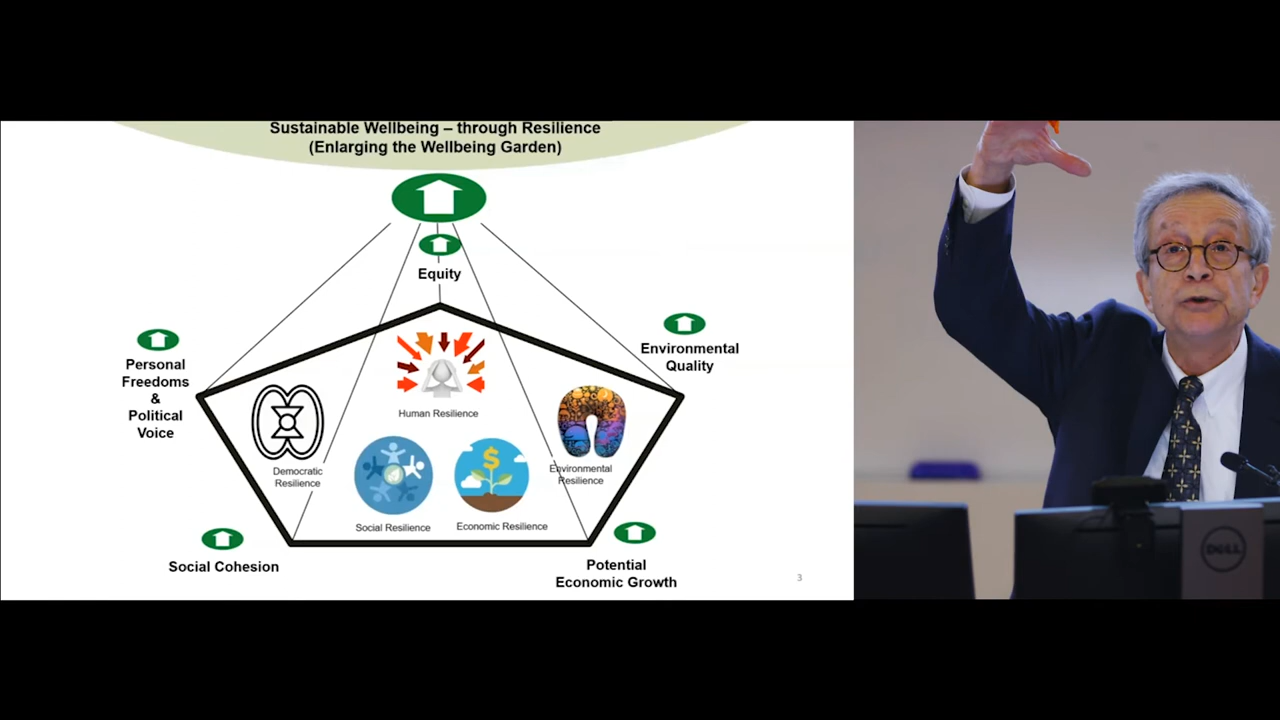 Sustainable Wellbeing – through Resilience
(Enlarging the Wellbeing Garden)
Equity
Personal
Freedoms
&
Political
Voice
Environmental
Quality
Human Resilience
Democratic
Resilience
Environmental
Resilience
Social Resilience
Economic Resilience
Social Cohesion
Potential
Economic Growth
3
$
DELL